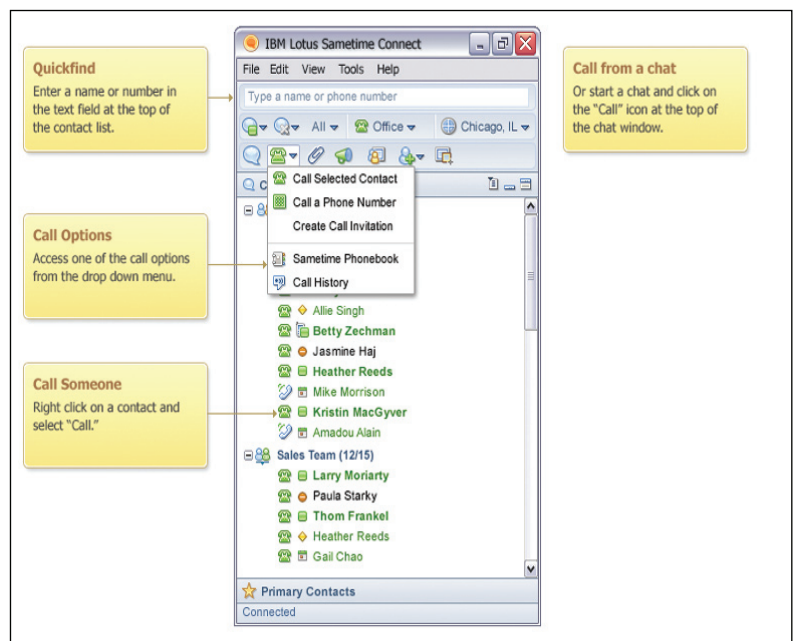 Quickfind
Enter a name or number in
the text field at the top of
the contact list.
Call Options
Access one of the call options
from the drop down menu.
Call Someone
Right click on a contact and
select “Call.”
IBM Lotus Sametime Connect
File Edit View Tools Help
Type a name or phone number
All Office Chicago, IL
C
Call Selected Contact
Call a Phone Number
Create Call Invitation
Sametime Phonebook
Call History
Allie Singh
Betty Zechman
Jasmine Haj
Heather Reeds
Mike Morrison
Kristin MacGyver
Amadou Alain
Sales Team (12/15)
Larry Moriarty
Paula Starky
Thom Frankel
Heather Reeds
Gail Chao
Primary Contacts
Connected
Call from a chat
Or start a chat and click on
the “Call” icon at the top of
the chat window.